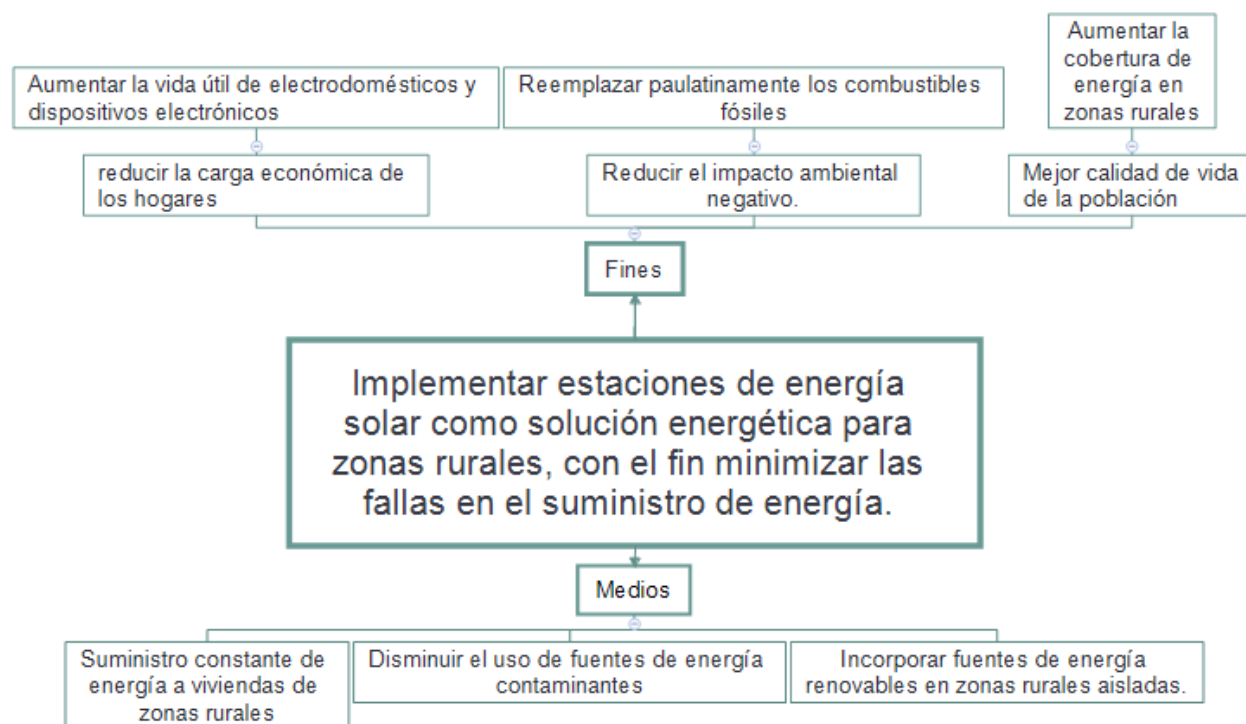 Aumentar la
cobertura de
energía en
zonas rurales
Aumentar la vida útil de electrodomésticos y
dispositivos electrónicos
Reemplazar paulatinamente los combustibles
fósiles
reducir la carga económica de
los hogares
Reducir el impacto ambiental
negativo.
Mejor calidad de vida
de la población
Fines
Implementar estaciones de energía
solar como solución energética para
zonas rurales, con el fin minimizar las
fallas en el suministro de energía.
Medios
Suministro constante de
energía a viviendas de
zonas rurales
Disminuir el uso de fuentes de energía
contaminantes
Incorporar fuentes de energía
renovables en zonas rurales aisladas.